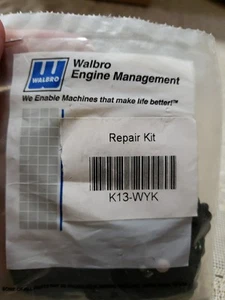 Walbro
Engine Management
WALBRO
We Enable Machines that make life better!™
Repair Kit
K13-WYK